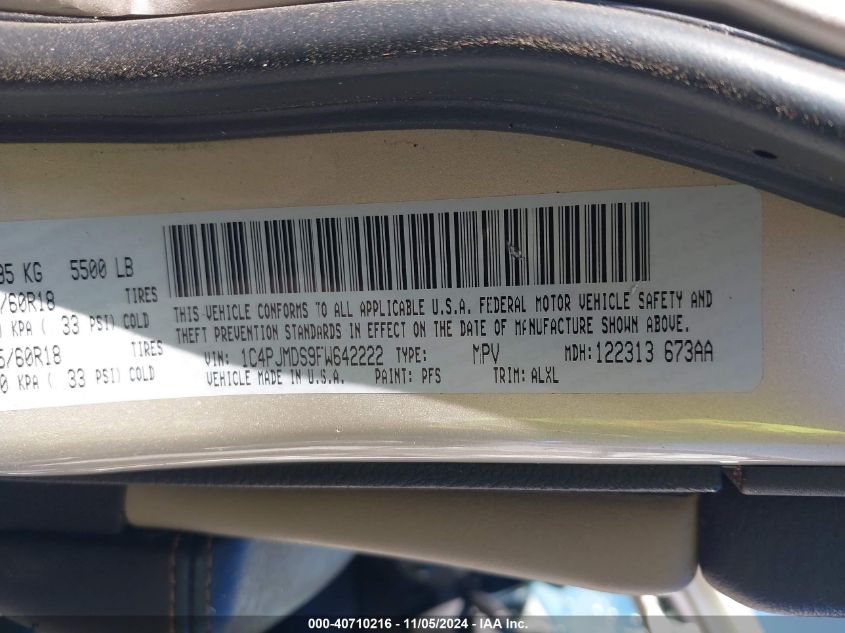 95 KG 5500 LB
/60R18 TIRES
KPA ( 33 PSI) COLD
5/60R18 TIRES
0 KPA ( 33 PSI) COLD
THIS VEHICLE CONFORMS TO ALL APPLICABLE U.S.A. FEDERAL MOTOR VEHICLE SAFETY AND
THEFT PREVENTION STANDARDS IN EFFECT ON THE DATE OF MANUFACTURE SHOWN ABOVE.
VIN: 1C4PJMDS9FW642222 TYPE: MPV MDH: 122313 673AA
VEHICLE MADE IN U.S.A. PAINT: PFS TRIM: ALXL
000-40710216 - 11/05/2024 - IAA Inc.